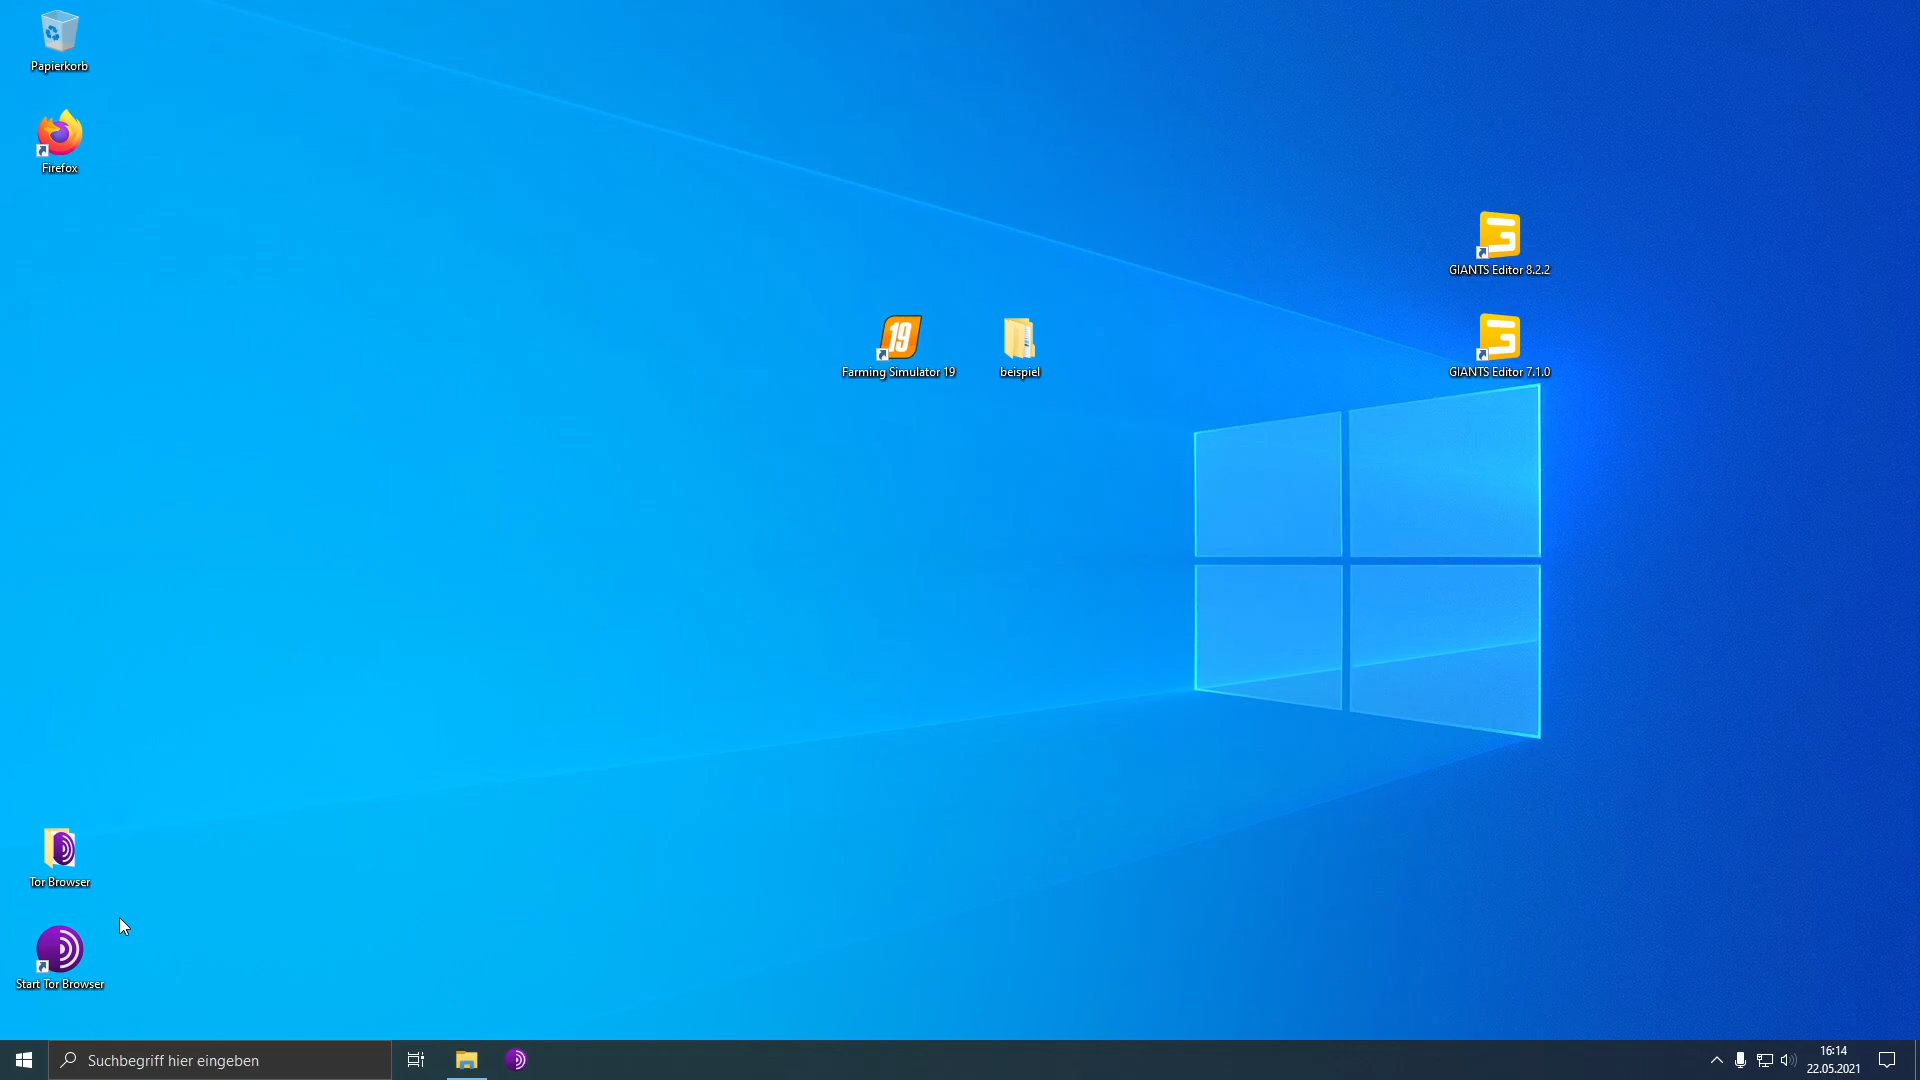 Papierkorb
Firefox
GIANTS Editor 8.2.2
19
Farming Simulator 19
beispiel
GIANTS Editor 7.1.0
Tor Browser
Start Tor Browser
Suchbegriff hier eingeben
16:14
22.05.2021